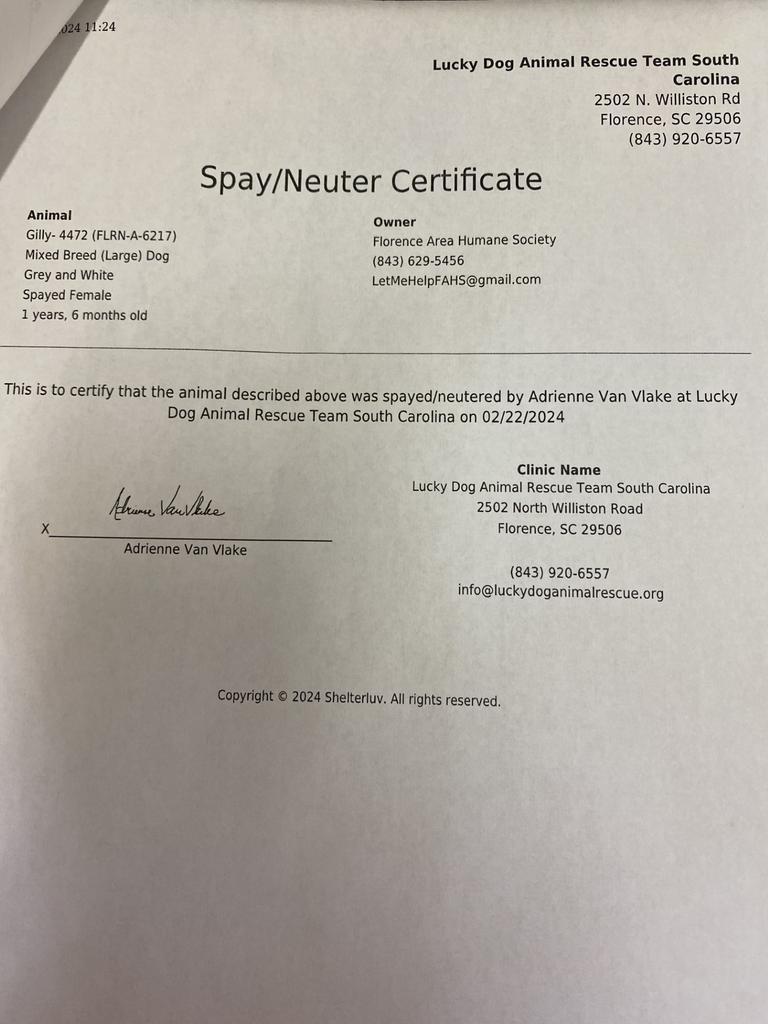 024 11:24
Lucky Dog Animal Rescue Team South
Carolina
2502 N. Williston Rd
Florence, SC 29506
(843) 920-6557
Spay/Neuter Certificate
Animal
Gilly- 4472 (FLRN-A-6217)
Mixed Breed (Large) Dog
Grey and White
Spayed Female
1 years, 6 months old
Owner
Florence Area Humane Society
(843) 629-5456
LetMeHelpFAHS@gmail.com
This is to certify that the animal described above was spayed/neutered by Adrienne Van Vlake at Lucky
Dog Animal Rescue Team South Carolina on 02/22/2024
Adrienne Van Vlake
X
Adrienne Van Vlake
Clinic Name
Lucky Dog Animal Rescue Team South Carolina
2502 North Williston Road
Florence, SC 29506
(843) 920-6557
info@luckydoganimalrescue.org
Copyright © 2024 Shelterluv. All rights reserved.